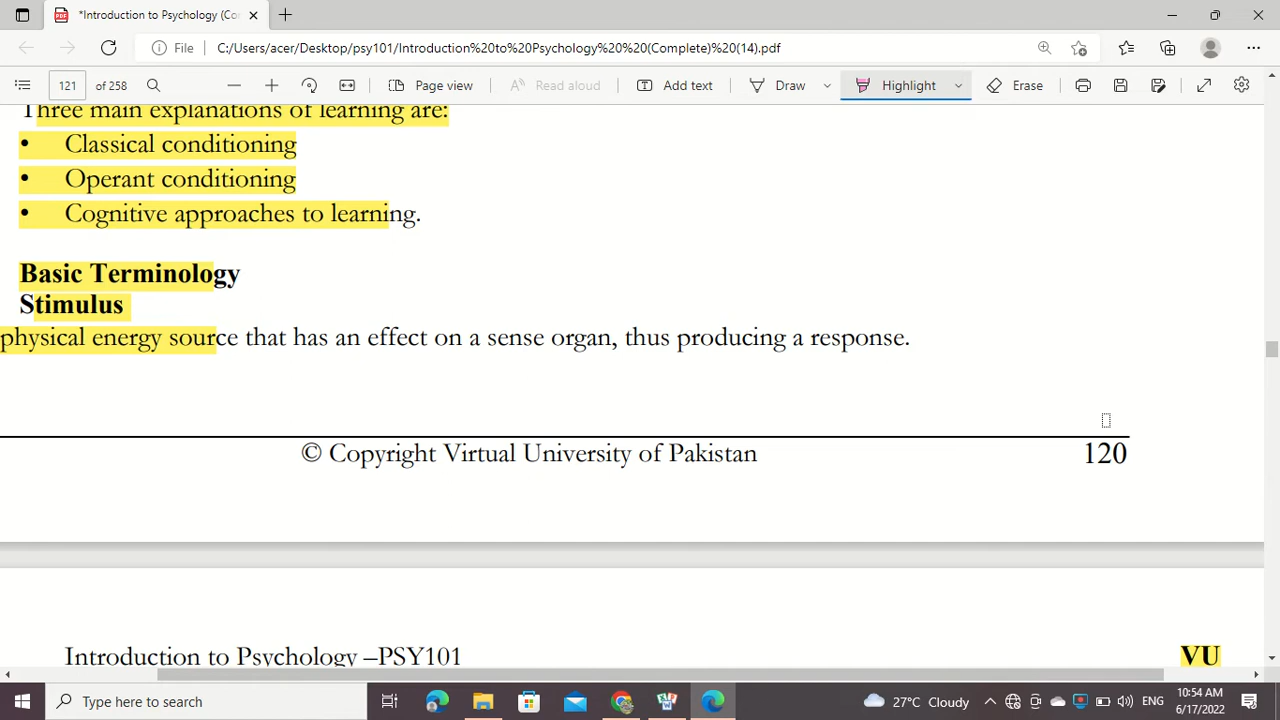 *Introduction to Psychology (Co
File C:/Users/acer/Desktop/psy101/Introduction%20to%20Psychology%20%20(Complete)%20(14).pdf
121 of 258 Page view Read aloud Add text Draw Highlight Erase
Three main explanations of learning are:
• Classical conditioning
• Operant conditioning
• Cognitive approaches to learning.
Basic Terminology
Stimulus
physical energy source that has an effect on a sense organ, thus producing a response.
© Copyright Virtual University of Pakistan 120
Introduction to Psychology –PSY101 VU
Type here to search 27°C Cloudy ENG 10:54 AM
6/17/2022